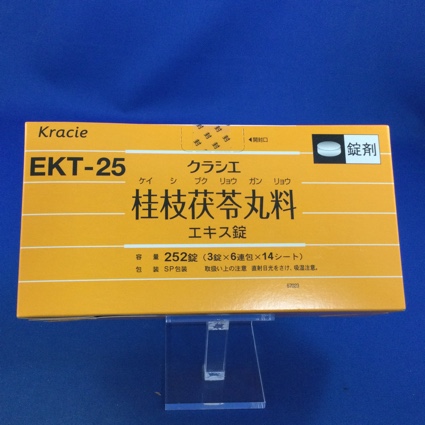 Kracie
◀開封口
錠剤
EKT-25
クラシエ
ケイ シ ブク リョウ ガン リョウ
桂枝茯苓丸料
エキス錠
容 量 252錠（3錠×6連包×14シート）
包 装 SP包装 取扱い上の注意 直射日光をさけ、吸湿注意。